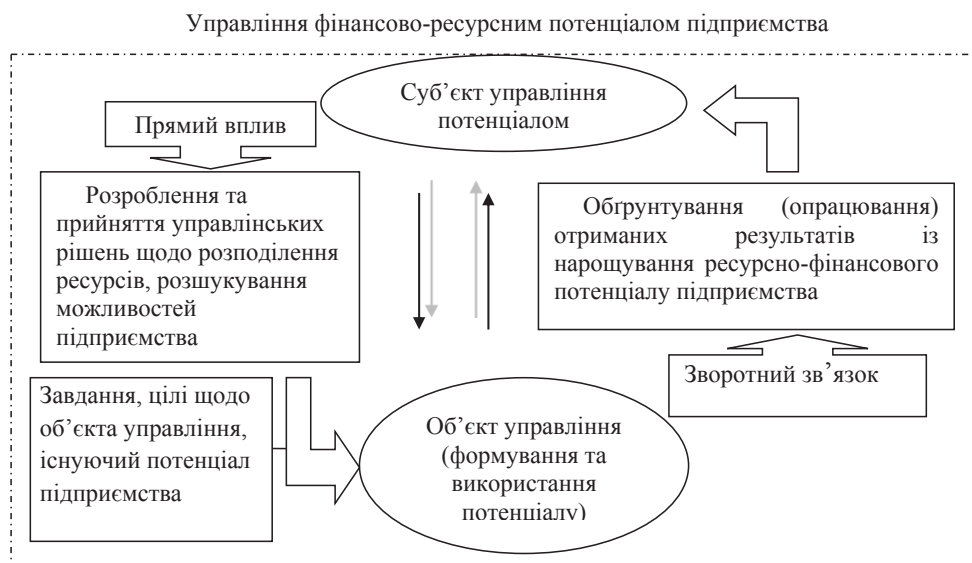 Управління фінансово-ресурсним потенціалом підприємства
Суб’єкт управління
потенціалом
Прямий вплив
Розроблення та
прийняття управлінських
рішень щодо розподілення
ресурсів, розшукування
можливостей
підприємства
Обґрунтування (опрацювання)
отриманих результатів із
нарощування ресурсно-фінансового
потенціалу підприємства
Зворотний зв’язок
Завдання, цілі щодо
об’єкта управління,
існуючий потенціал
підприємства
Об’єкт управління
(формування та
використання
потенціалу)